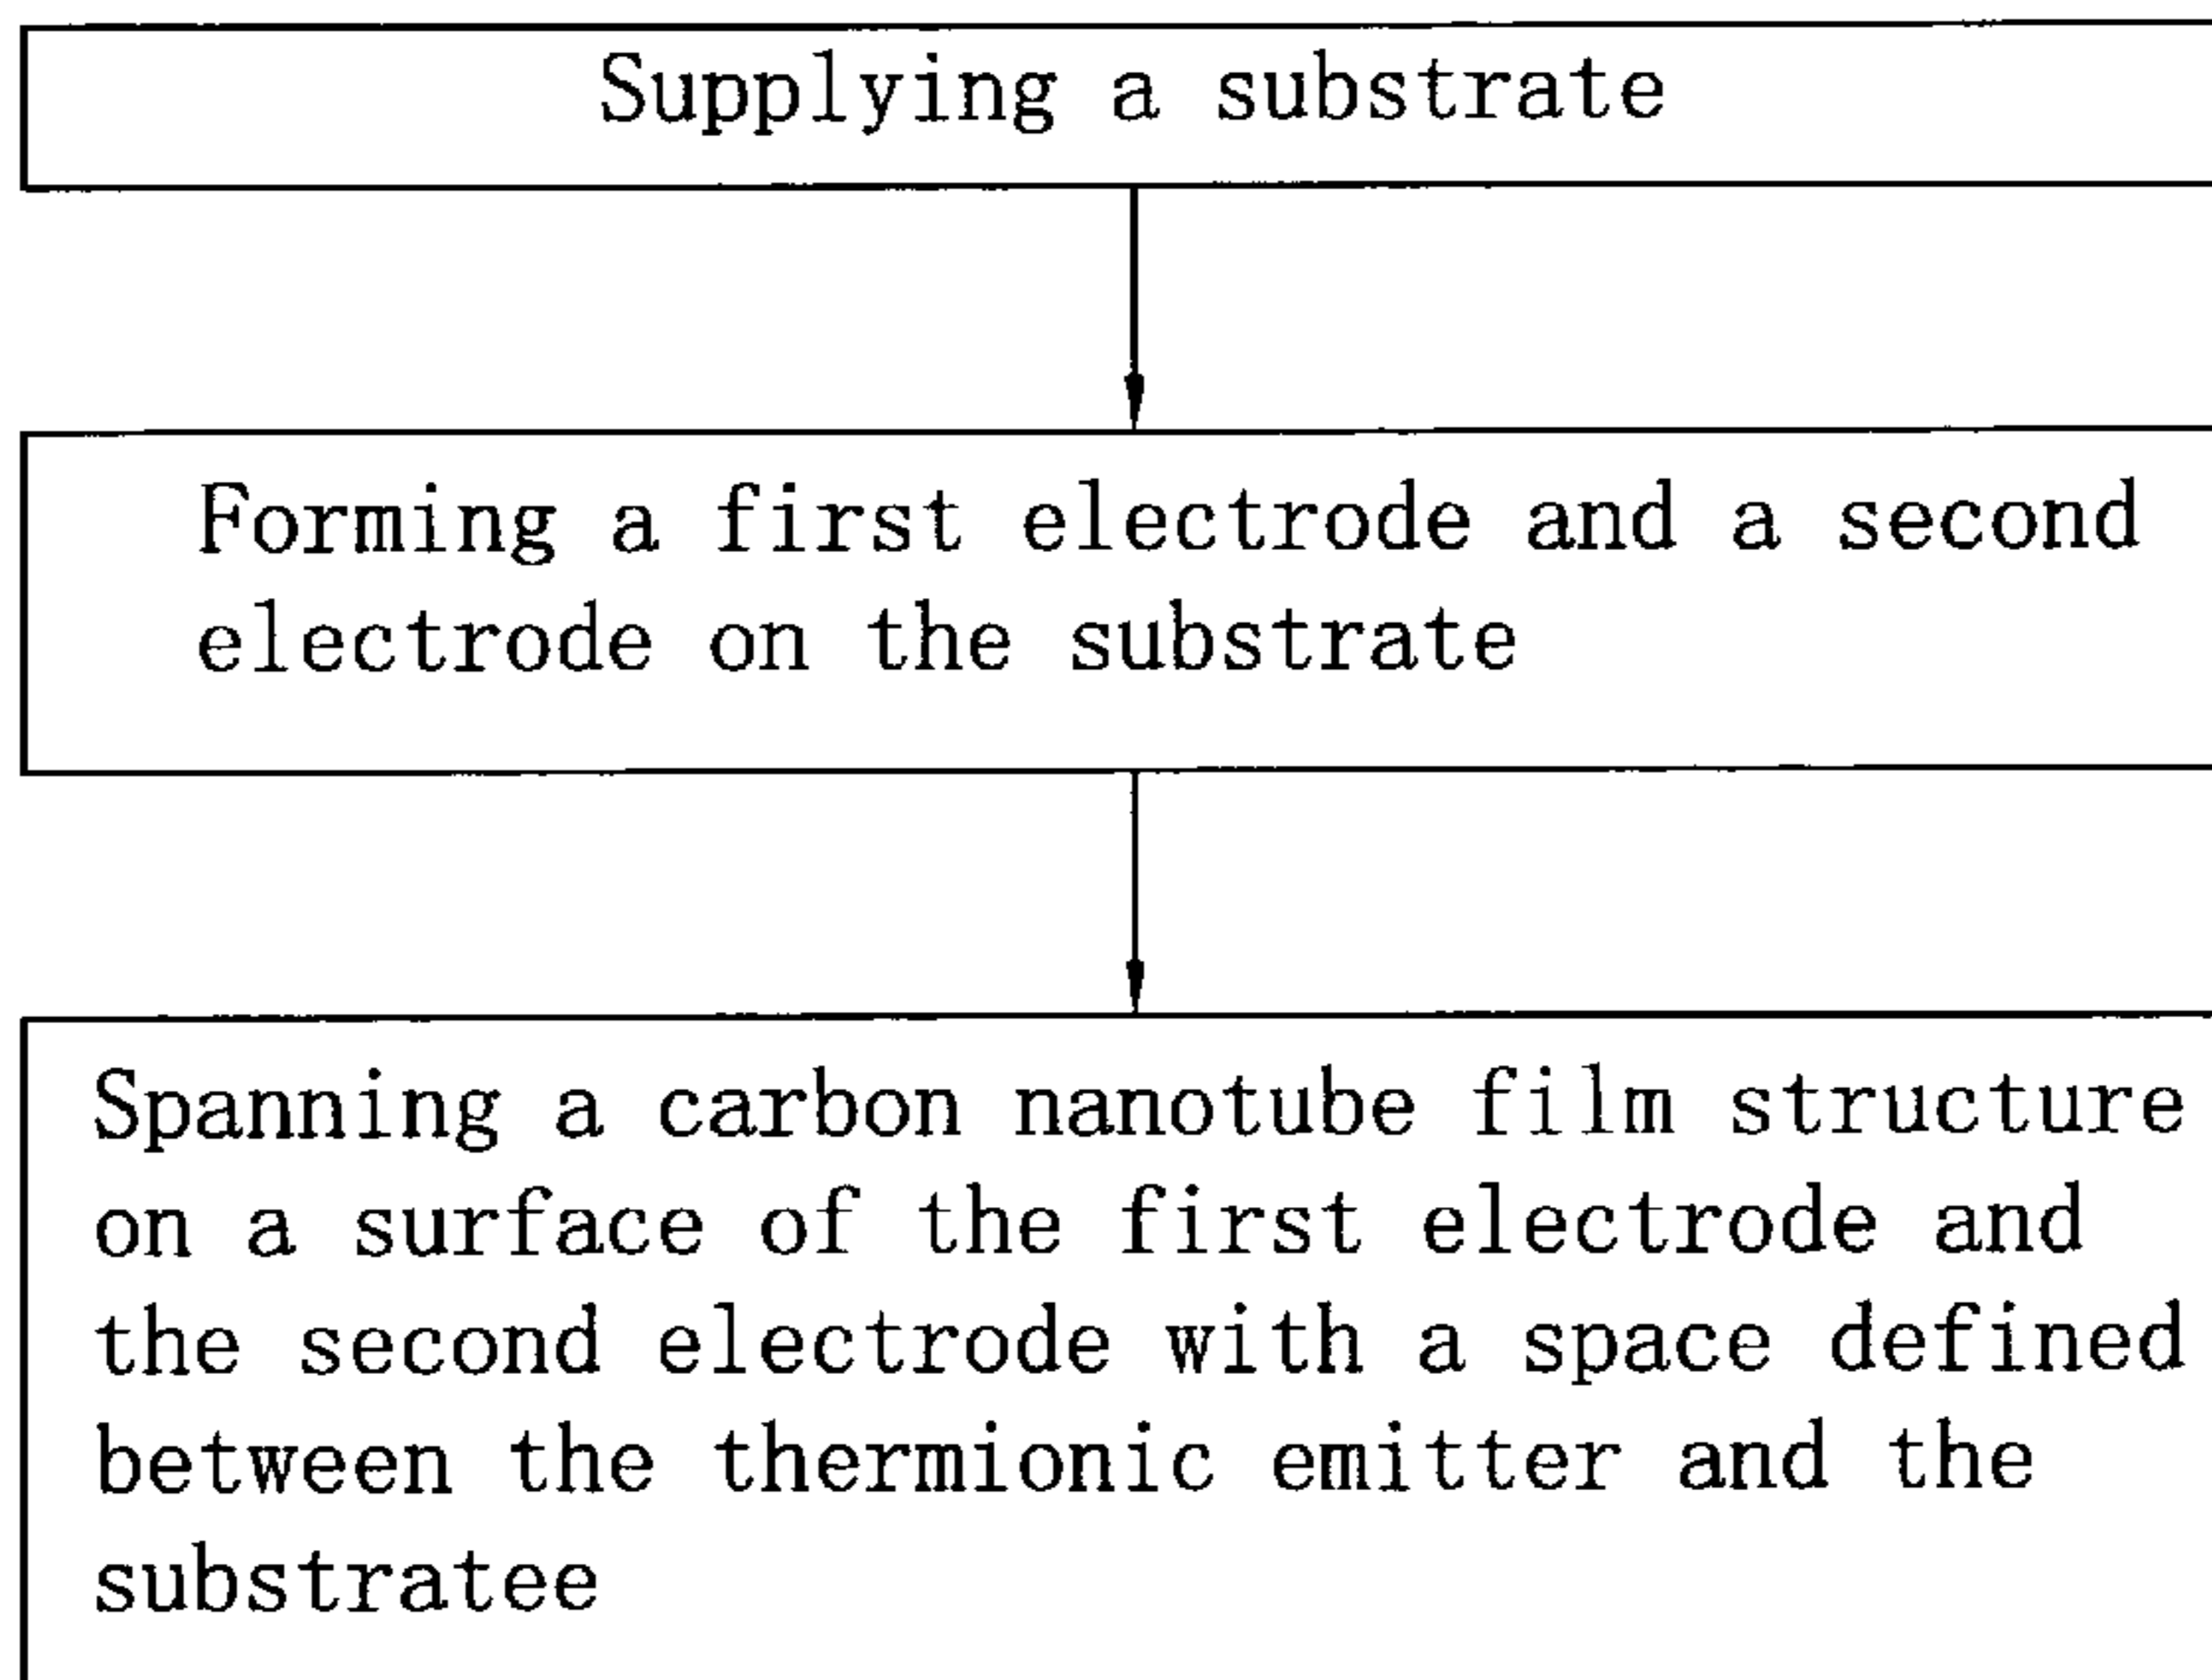 Supplying a substrate
Forming a first electrode and a second
electrode on the substrate
Spanning a carbon nanotube film structure
on a surface of the first electrode and
the second electrode with a space defined
between the thermionic emitter and the
substratee